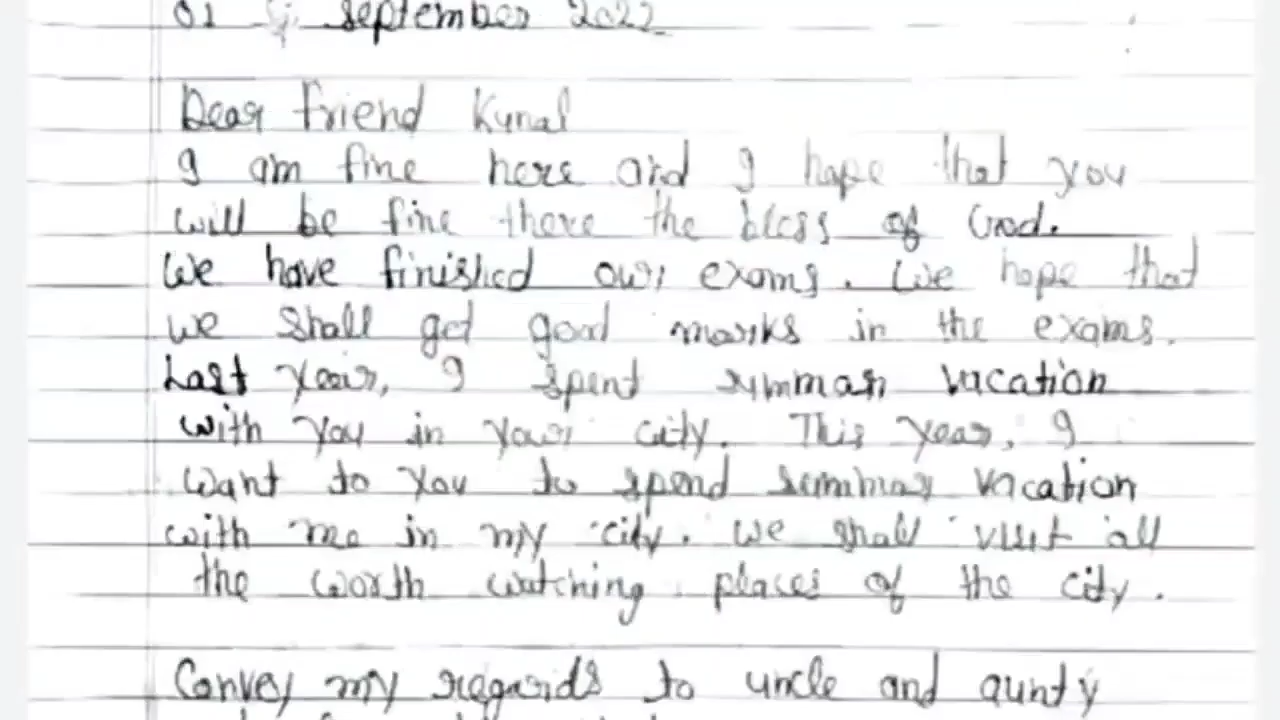 01 September 2022
Dear friend Kunal
I am fine here and I hope that you
will be fine there the bless of God.
We have finished our exams. We hope that
we shall get good marks in the exams.
Last year, I spent summar vacation
with you in your city. This year, I
want to you to spend summar vacation
with me in my city. We shall visit all
the worth watching places of the city.
Convey my regards to uncle and aunty